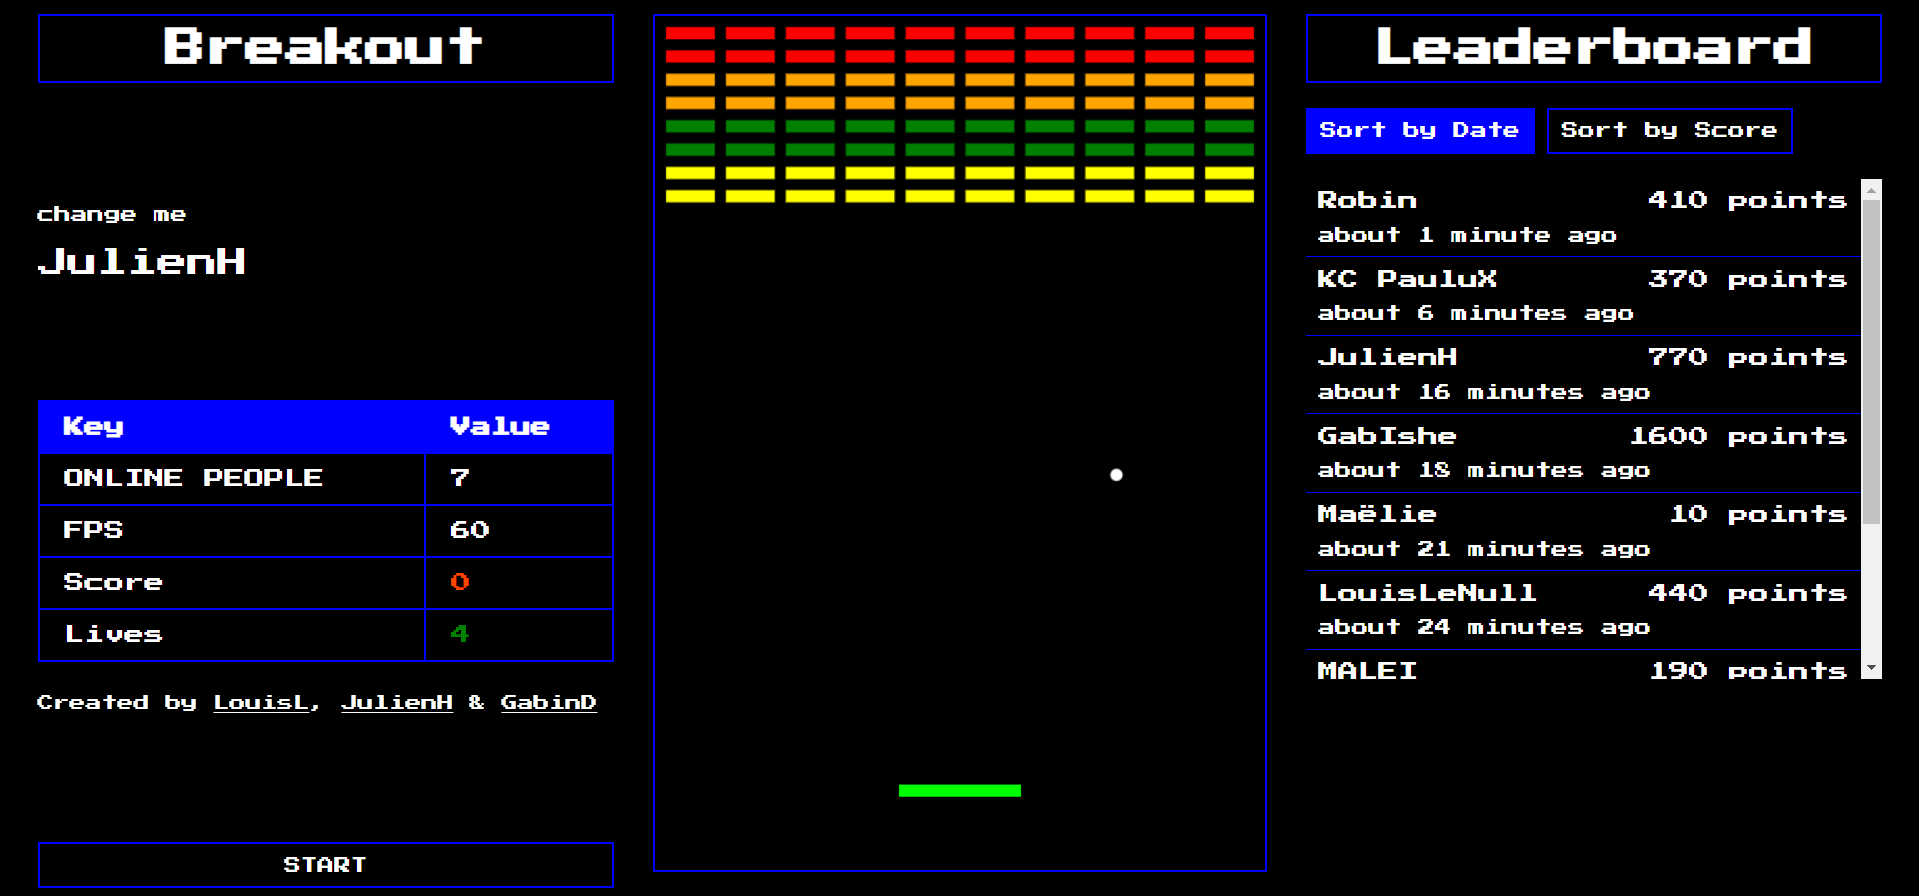 Breakout
change me
JulienH
Key Value
ONLINE PEOPLE 7
FPS 60
Score 0
Lives 4
Created by LouisL, JulienH & GabinD
START
Leaderboard
Sort by Date Sort by Score
Robin 410 points
about 1 minute ago
KC PauluX 370 points
about 6 minutes ago
JulienH 770 points
about 16 minutes ago
GabIshe 1600 points
about 18 minutes ago
Maëlie 10 points
about 21 minutes ago
LouisLeNull 440 points
about 24 minutes ago
MALEI 190 points